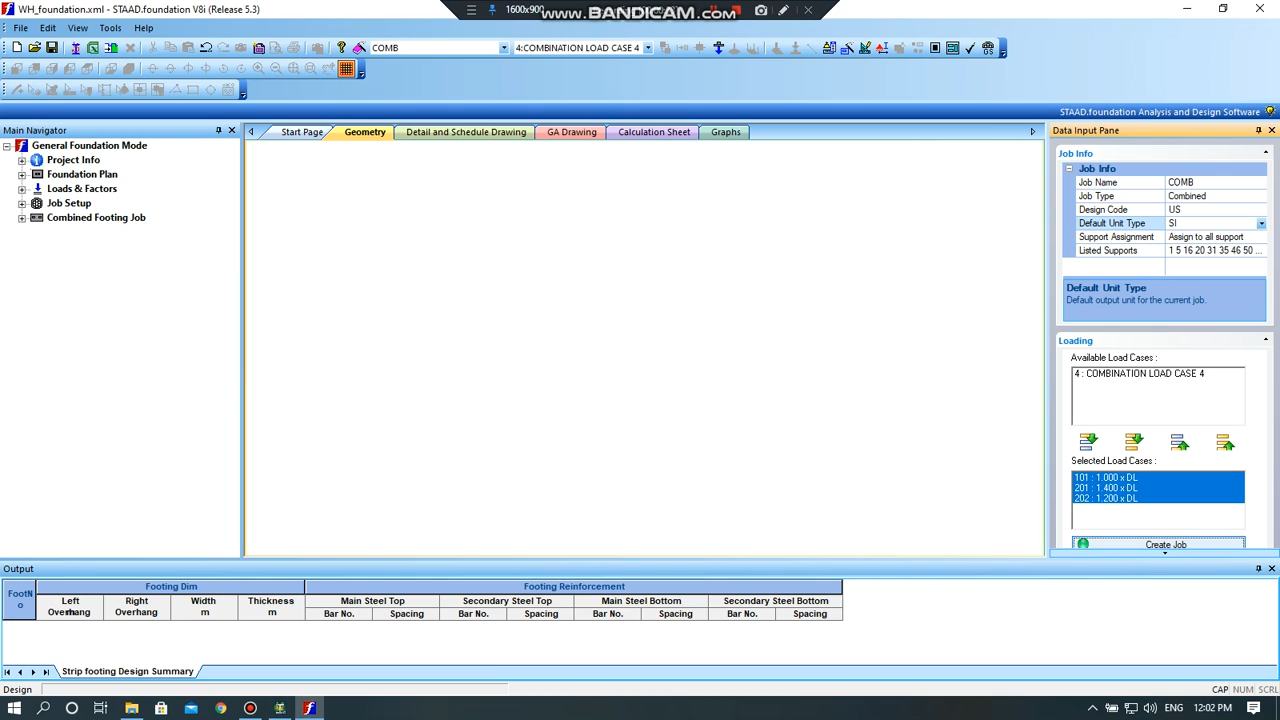 WH_foundation.xml - STAAD.foundation V8i (Release 5.3)
1600x900
www.BANDICAM.com
File Edit View Tools Help
COMB
4:COMBINATION LOAD CASE 4
STAAD.foundation Analysis and Design Software
Main Navigator
General Foundation Mode
Project Info
Foundation Plan
Loads & Factors
Job Setup
Combined Footing Job
Start Page
Geometry
Detail and Schedule Drawing
GA Drawing
Calculation Sheet
Graphs
Data Input Pane
Job Info
Job Info
Job Name COMB
Job Type Combined
Design Code US
Default Unit Type SI
Support Assignment Assign to all support
Listed Supports 1 5 16 20 31 35 46 50 ...
Default Unit Type
Default output unit for the current job.
Loading
Available Load Cases :
4 : COMBINATION LOAD CASE 4
Selected Load Cases :
101 : 1.000 x DL
201 : 1.400 x DL
202 : 1.200 x DL
Create Job
Output
FootN
o
Footing Dim
Footing Reinforcement
Left
Overhang
m
Right
Overhang
Width
m
Thickness
m
Main Steel Top
Secondary Steel Top
Main Steel Bottom
Secondary Steel Bottom
Bar No. Spacing Bar No. Spacing Bar No. Spacing Bar No. Spacing
Strip footing Design Summary
Design
CAP NUM SCRL
12:02 PM